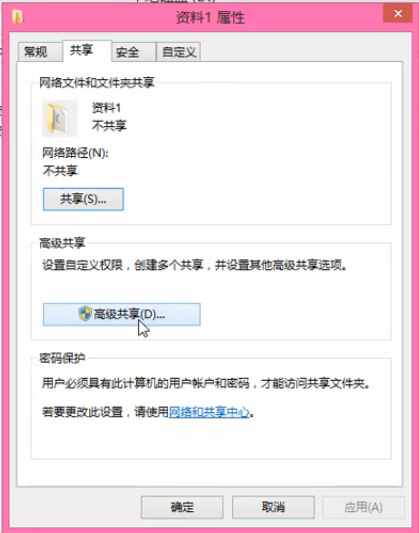 资料1 属性
常规 共享 安全 自定义
网络文件和文件夹共享
资料1
不共享
网络路径(N):
不共享
共享(S)...
高级共享
设置自定义权限，创建多个共享，并设置其他高级共享选项。
高级共享(D)...
密码保护
用户必须具有此计算机的用户帐户和密码，才能访问共享文件夹。
若要更改此设置，请使用网络和共享中心。
确定 取消 应用(A)